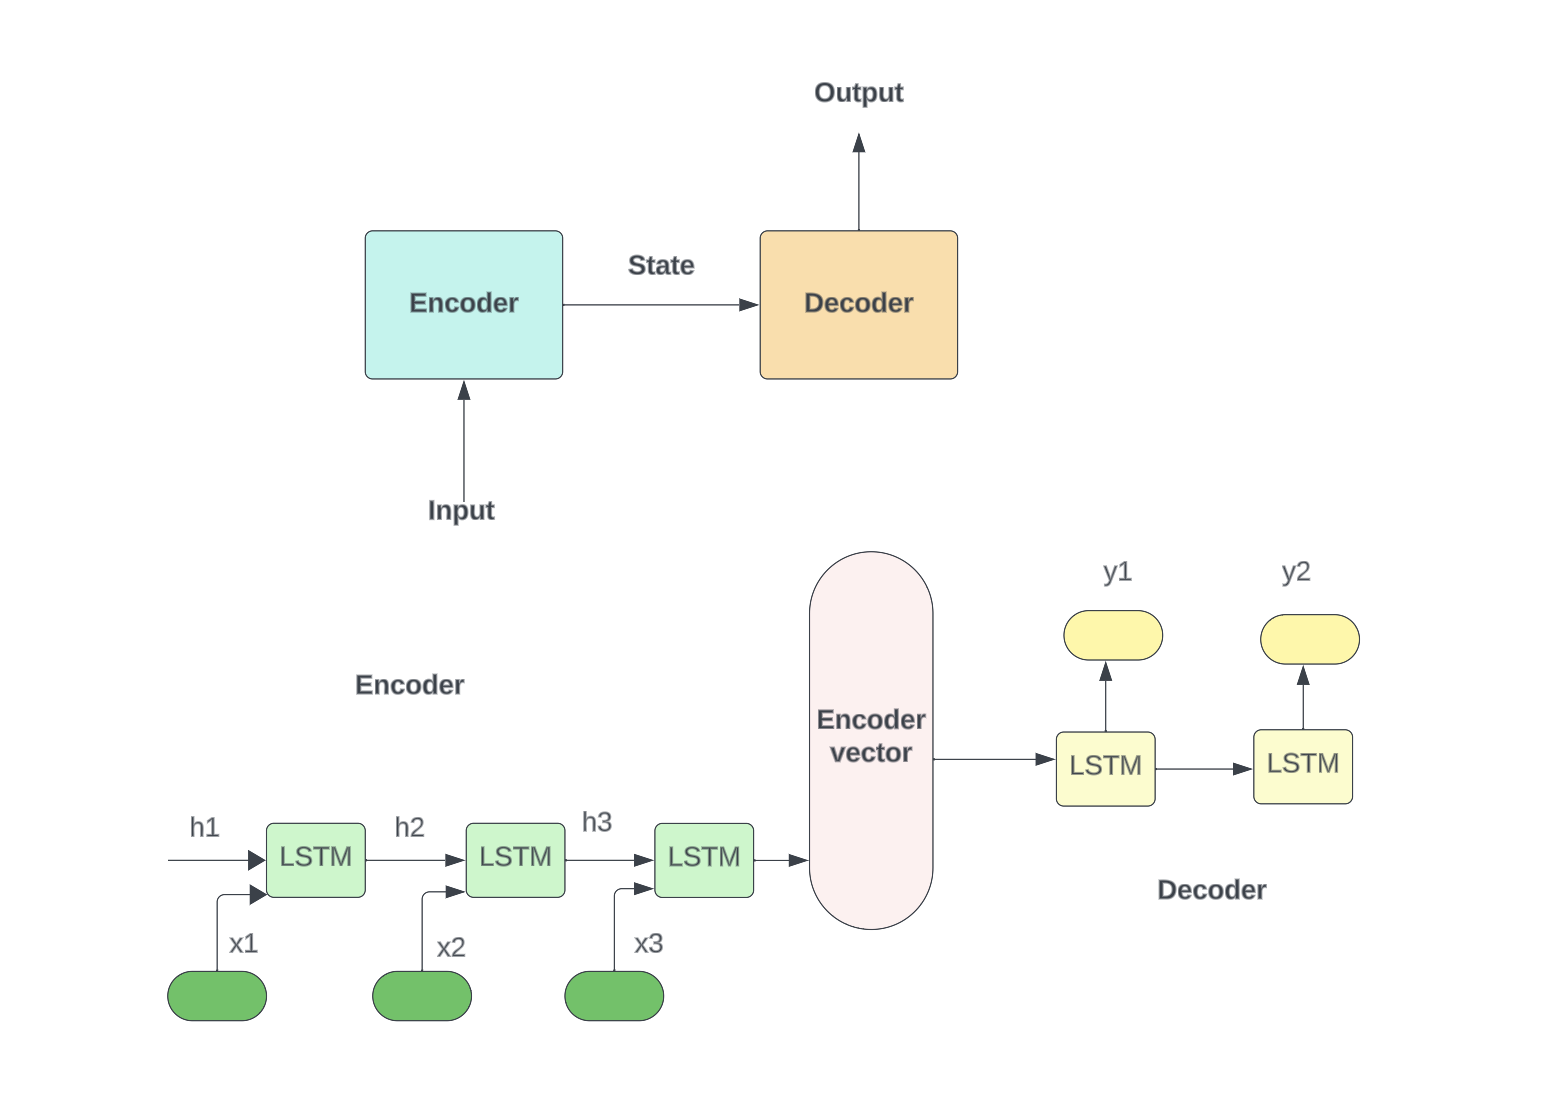 Output
State
Encoder
Decoder
Input
y1
y2
Encoder
Encoder
vector
LSTM
LSTM
h1
h2
h3
LSTM
LSTM
LSTM
Decoder
x1
x2
x3